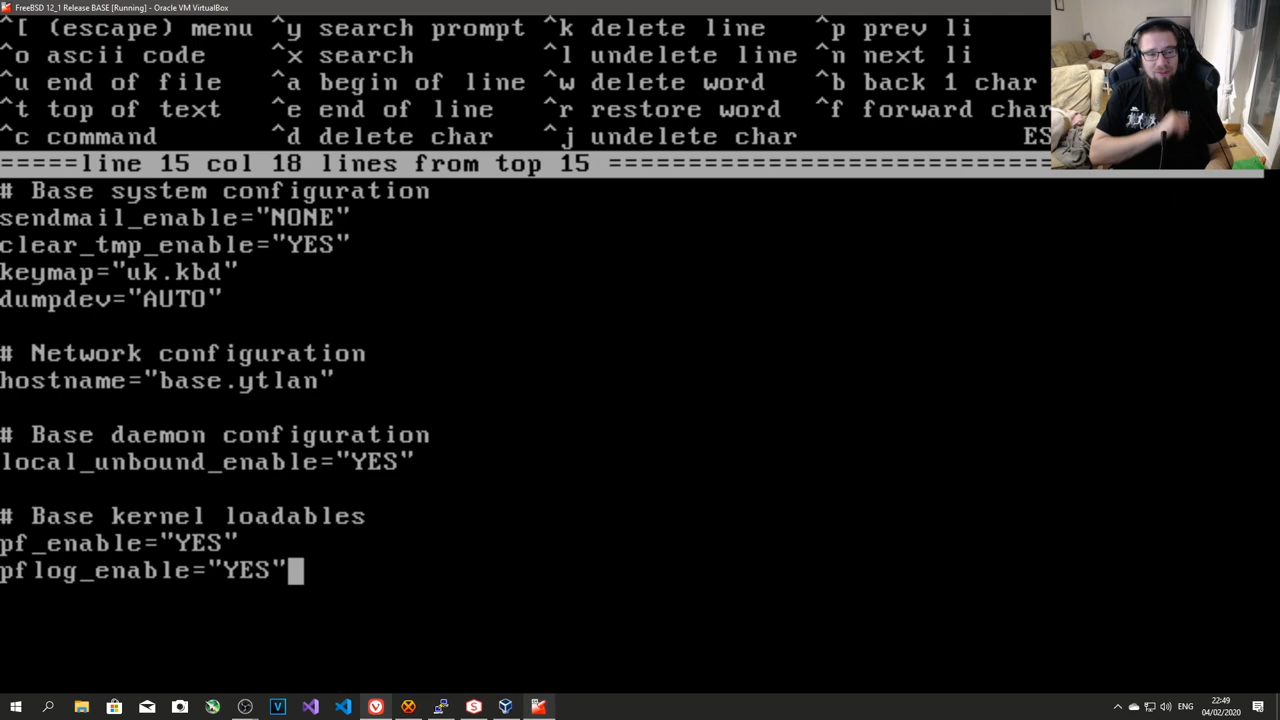 FreeBSD 12_1 Release BASE [Running] - Oracle VM VirtualBox
^[ (escape) menu ^y search prompt ^k delete line ^p prev li
^o ascii code ^x search ^l undelete line ^n next li
^u end of file ^a begin of line ^w delete word ^b back 1 char
^t top of text ^e end of line ^r restore word ^f forward char
^c command ^d delete char ^j undelete char ES
=====line 15 col 18 lines from top 15 ============================
# Base system configuration
sendmail_enable="NONE"
clear_tmp_enable="YES"
keymap="uk.kbd"
dumpdev="AUTO"
# Network configuration
hostname="base.ytlan"
# Base daemon configuration
local_unbound_enable="YES"
# Base kernel loadables
pf_enable="YES"
pflog_enable="YES"
ENG
22:49
04/02/2020